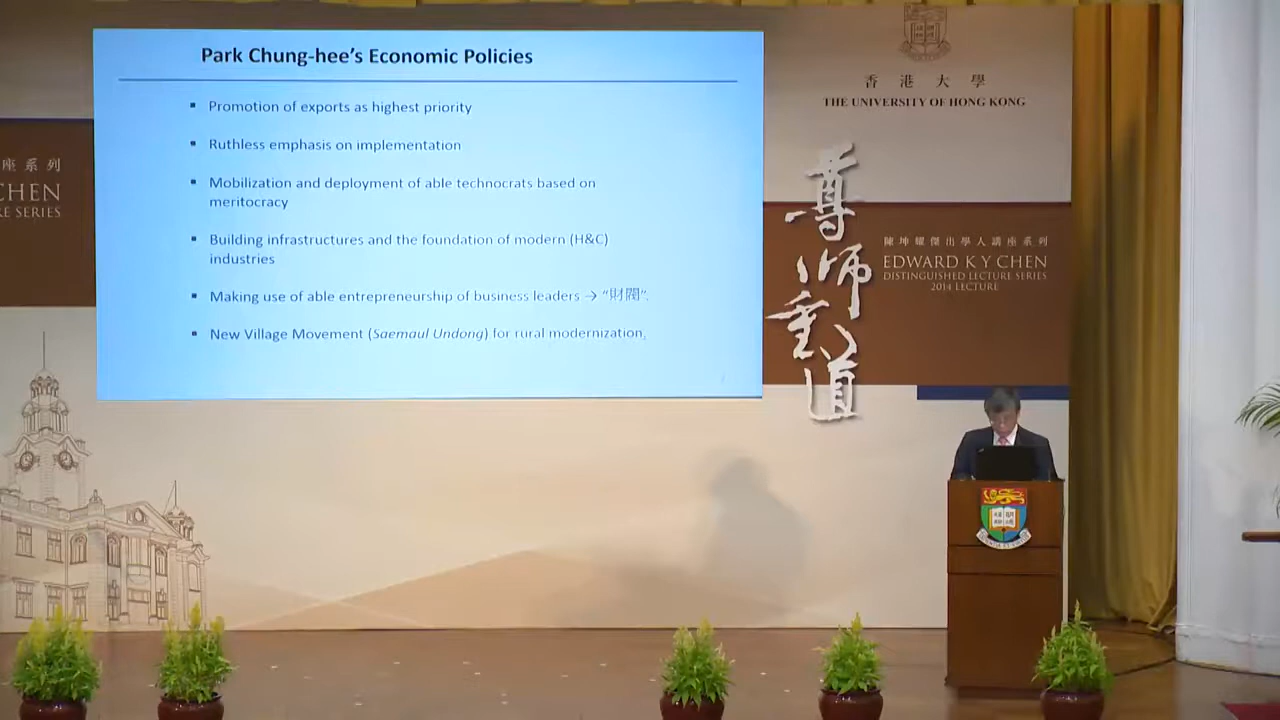 Park Chung-hee's Economic Policies
▪ Promotion of exports as highest priority
▪ Ruthless emphasis on implementation
▪ Mobilization and deployment of able technocrats based on
meritocracy
▪ Building infrastructures and the foundation of modern (H&C)
industries
▪ Making use of able entrepreneurship of business leaders → “財閥”.
▪ New Village Movement (Saemaul Undong) for rural modernization,
香港大學
THE UNIVERSITY OF HONG KONG
尊師重道
陳坤耀傑出學人講座系列
EDWARD K Y CHEN
DISTINGUISHED LECTURE SERIES
2014 LECTURE
座系列
CHEN
RE SERIES